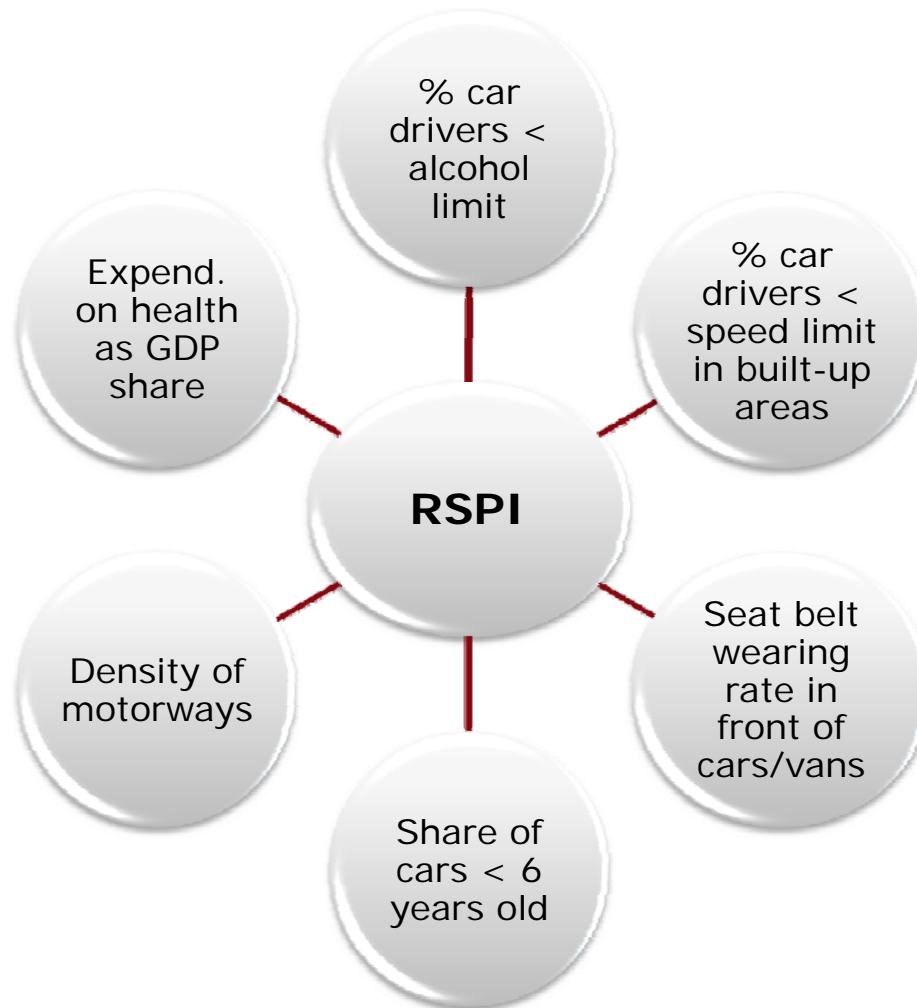 % car
drivers <
alcohol
limit
% car
drivers <
speed limit
in built-up
areas
Seat belt
wearing
rate in
front of
cars/vans
Share of
cars < 6
years old
Density of
motorways
Expend.
on health
as GDP
share
RSPI